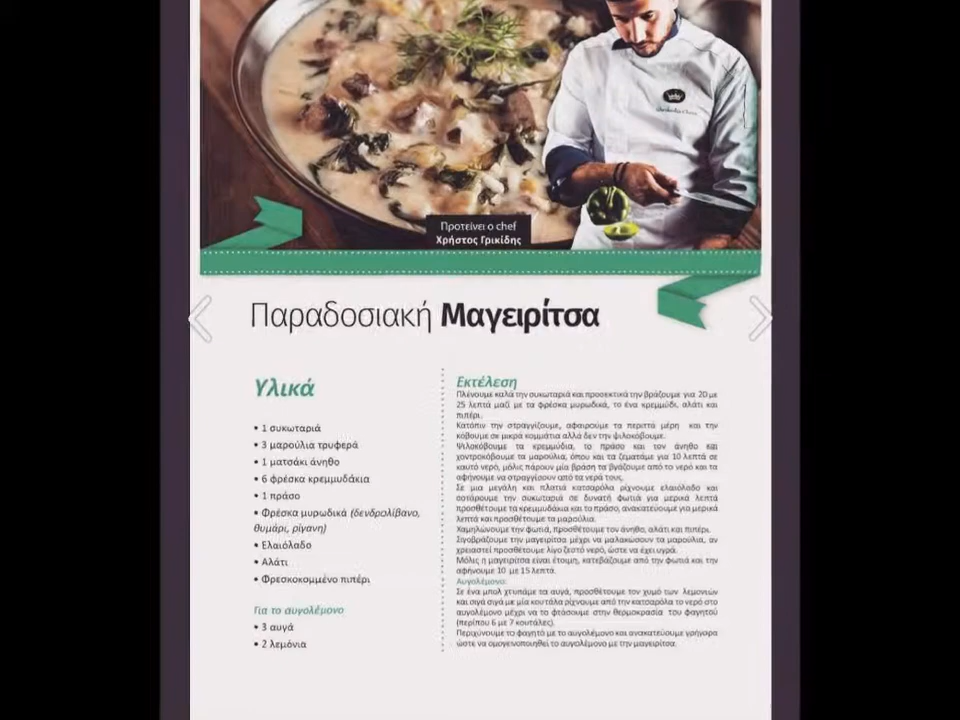 Προτείνει ο chef
Χρήστος Γρικίδης
Παραδοσιακή Μαγειρίτσα
Υλικά
• 1 συκωταριά
• 3 μαρούλια τρυφερά
• 1 ματσάκι άνηθο
• 6 φρέσκα κρεμμυδάκια
• 1 πράσο
• Φρέσκα μυρωδικά (δενδρολίβανο,
θυμάρι, ρίγανη)
• Ελαιόλαδο
• Αλάτι
• Φρεσκοκομμένο πιπέρι
Για το αυγολέμονο
• 3 αυγά
• 2 λεμόνια
Εκτέλεση
Πλένουμε καλά την συκωταριά και προσεκτικά την βράζουμε για 20 με
25 λεπτά μαζί με τα φρέσκα μυρωδικά, το ένα κρεμμύδι, αλάτι και
πιπέρι.
Κατόπιν την στραγγίζουμε, αφαιρούμε τα περιττά μέρη και την
κόβουμε σε μικρά κομμάτια αλλά δεν την ψιλοκόβουμε.
Ψιλοκόβουμε τα κρεμμύδια, το πράσο και τον άνηθο και
χοντροκόβουμε τα μαρούλια, όπου και τα ζεματάμε για 10 λεπτά σε
καυτό νερό, μόλις πάρουν μία βράση τα βγάζουμε από το νερό και τα
αφήνουμε να στραγγίσουν από τα νερά τους.
Σε μια μεγάλη και πλατιά κατσαρόλα ρίχνουμε ελαιόλαδο και
σοτάρουμε την συκωταριά σε δυνατή φωτιά για μερικά λεπτά
προσθέτουμε τα κρεμμυδάκια και το πράσο, ανακατεύουμε για μερικά
λεπτά και προσθέτουμε τα μαρούλια.
Χαμηλώνουμε την φωτιά, προσθέτουμε τον άνηθο, αλάτι και πιπέρι.
Σιγοβράζουμε την μαγειρίτσα μέχρι να μαλακώσουν τα μαρούλια, αν
χρειαστεί προσθέτουμε λίγο ζεστό νερό, ώστε να έχει υγρά.
Μόλις η μαγειρίτσα είναι έτοιμη, κατεβάζουμε από την φωτιά και την
αφήνουμε 10 με 15 λεπτά.
Αυγολέμονο:
Σε ένα μπολ χτυπάμε τα αυγά, προσθέτουμε τον χυμό των λεμονιών
και σιγά σιγά με μία κουτάλα ρίχνουμε από την κατσαρόλα το νερό στο
αυγολέμονο μέχρι να το φτάσουμε στην θερμοκρασία του φαγητού
(περίπου 6 με 7 κουτάλες).
Περιχύνουμε το φαγητό με το αυγολέμονο και ανακατεύουμε γρήγορα
ώστε να ομογενοποιηθεί το αυγολέμονο με την μαγειρίτσα.